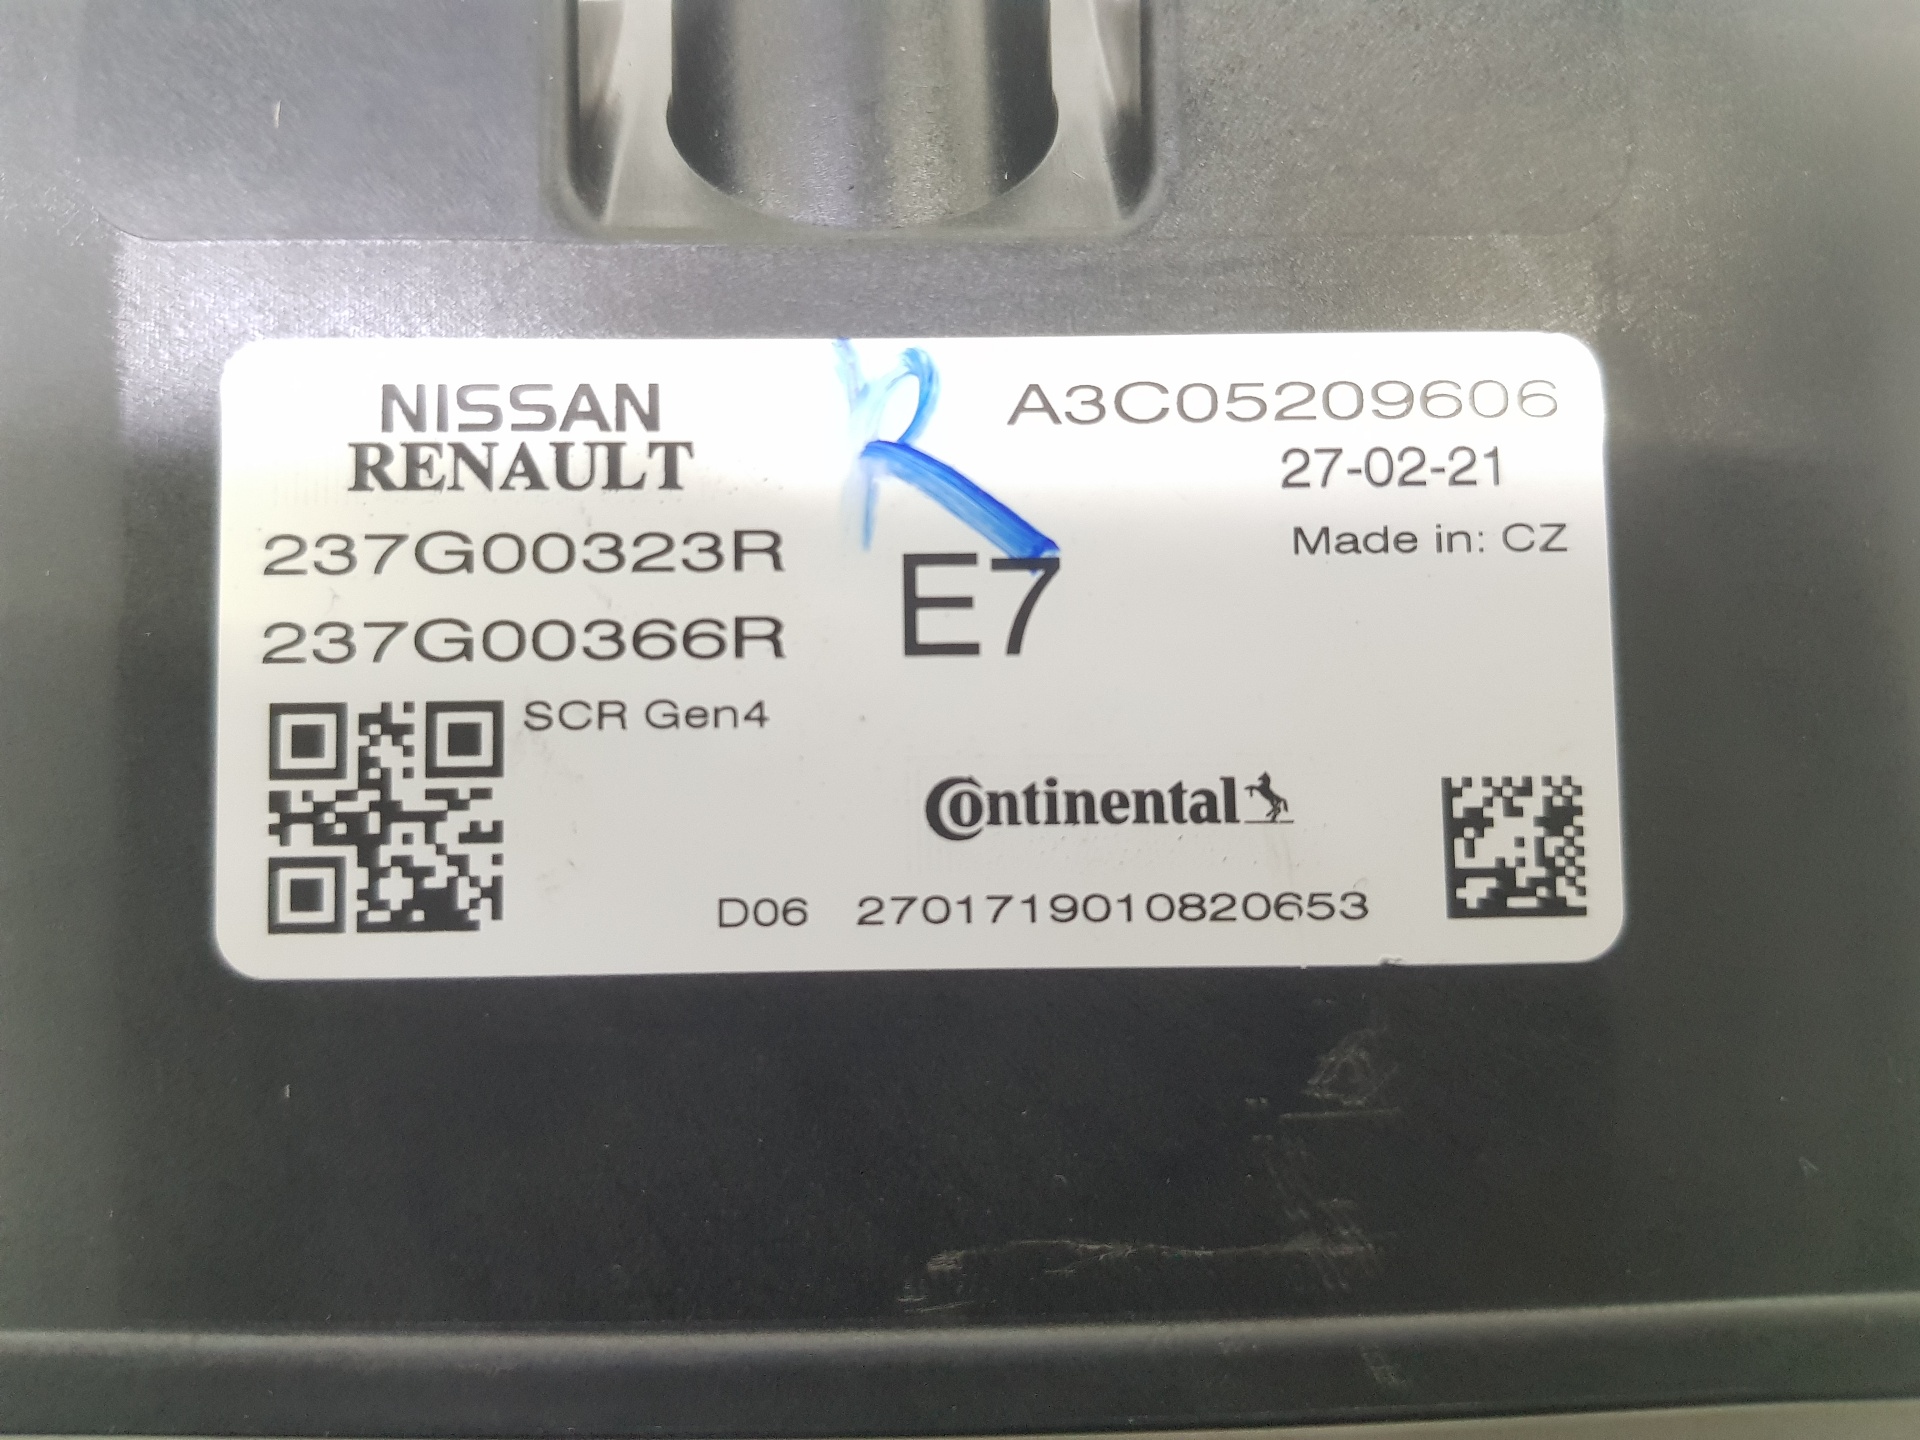 NISSAN
RENAULT
237G00323R
237G00366R
SCR Gen4
R
E7
A3C05209606
27-02-21
Made in: CZ
Continental
D06 2701719010820653